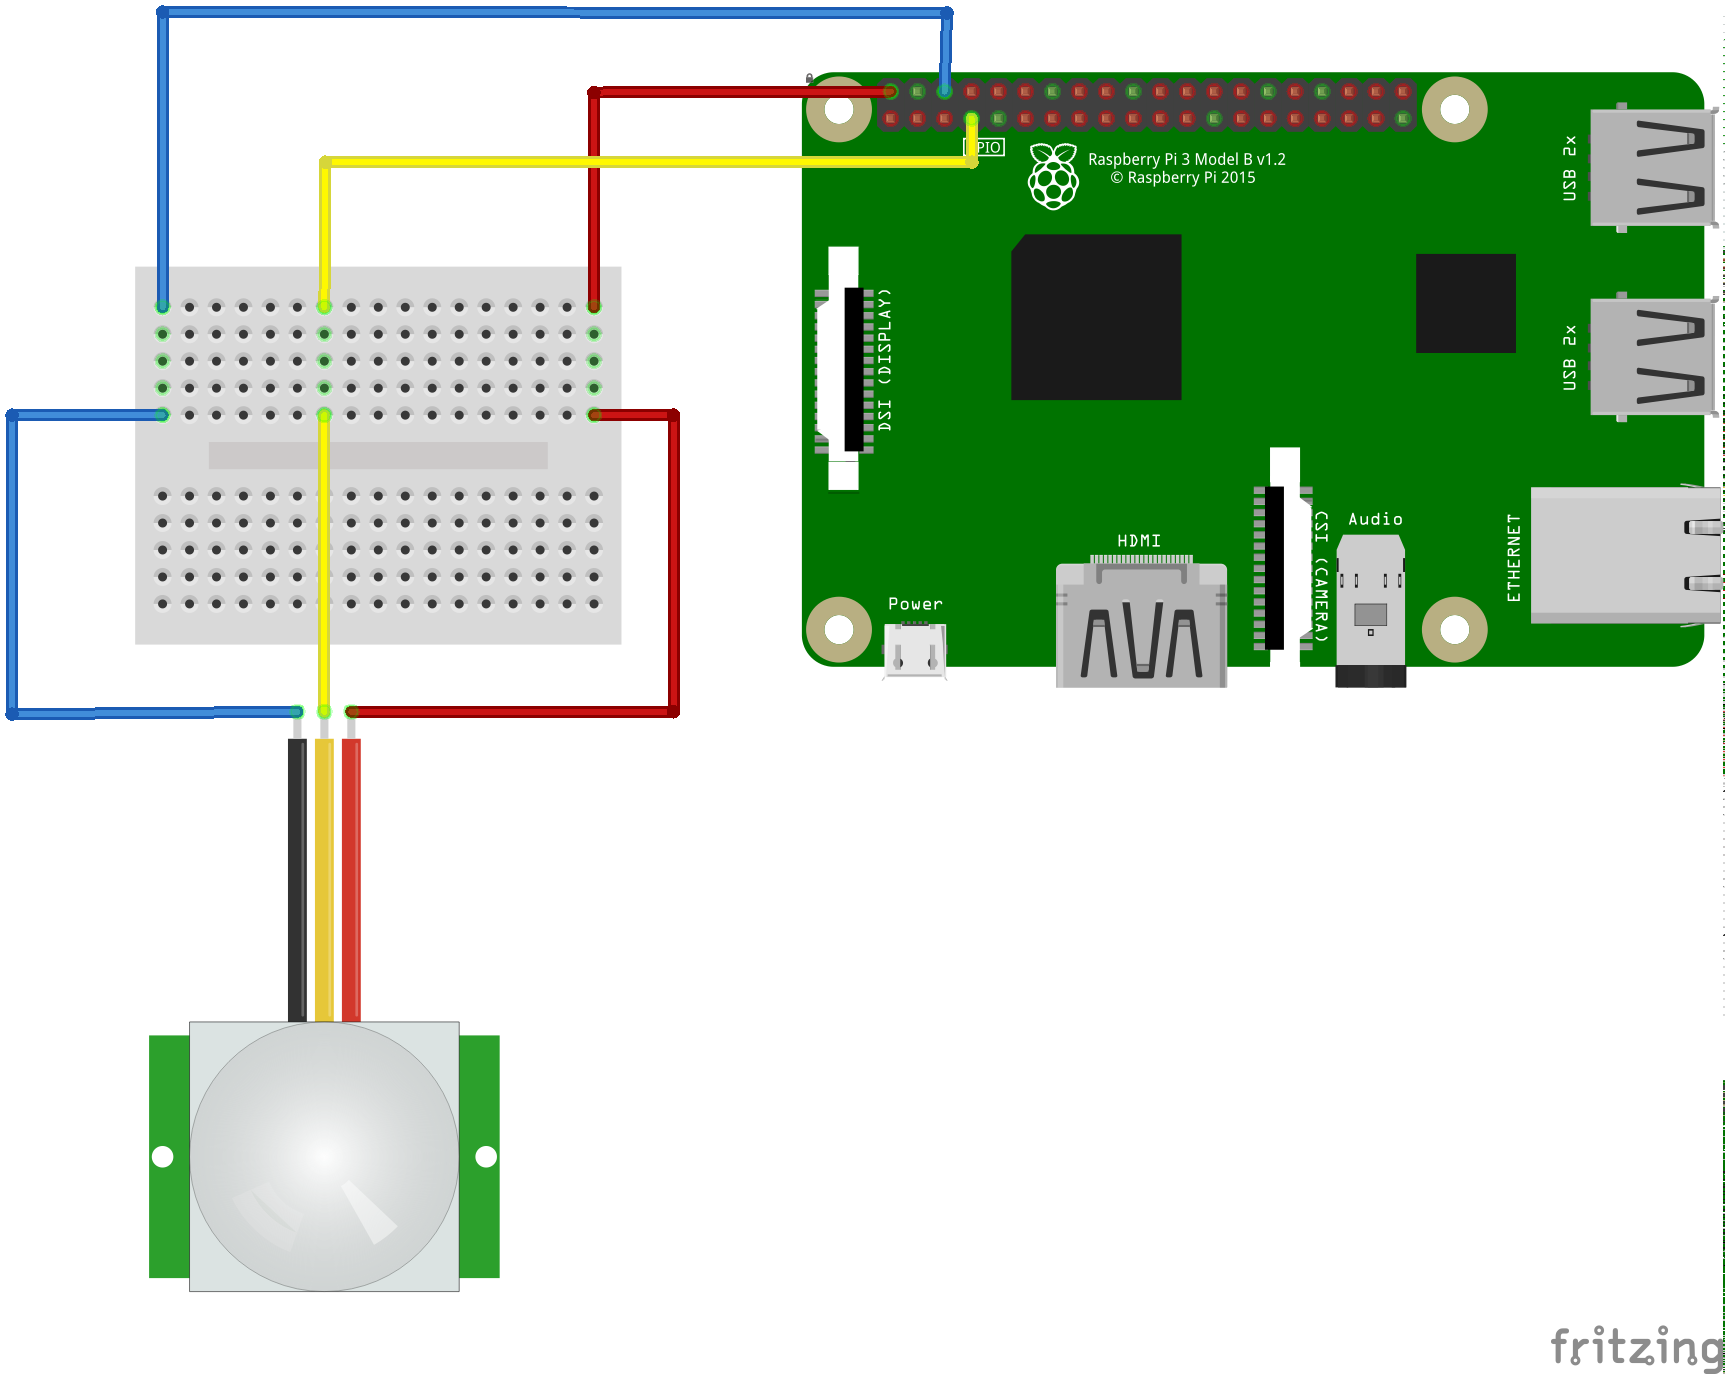 GPIO
Raspberry Pi 3 Model B v1.2
© Raspberry Pi 2015
USB 2x
DSI (DISPLAY)
USB 2x
HDMI
CSI (CAMERA)
Audio
ETHERNET
Power
fritzing